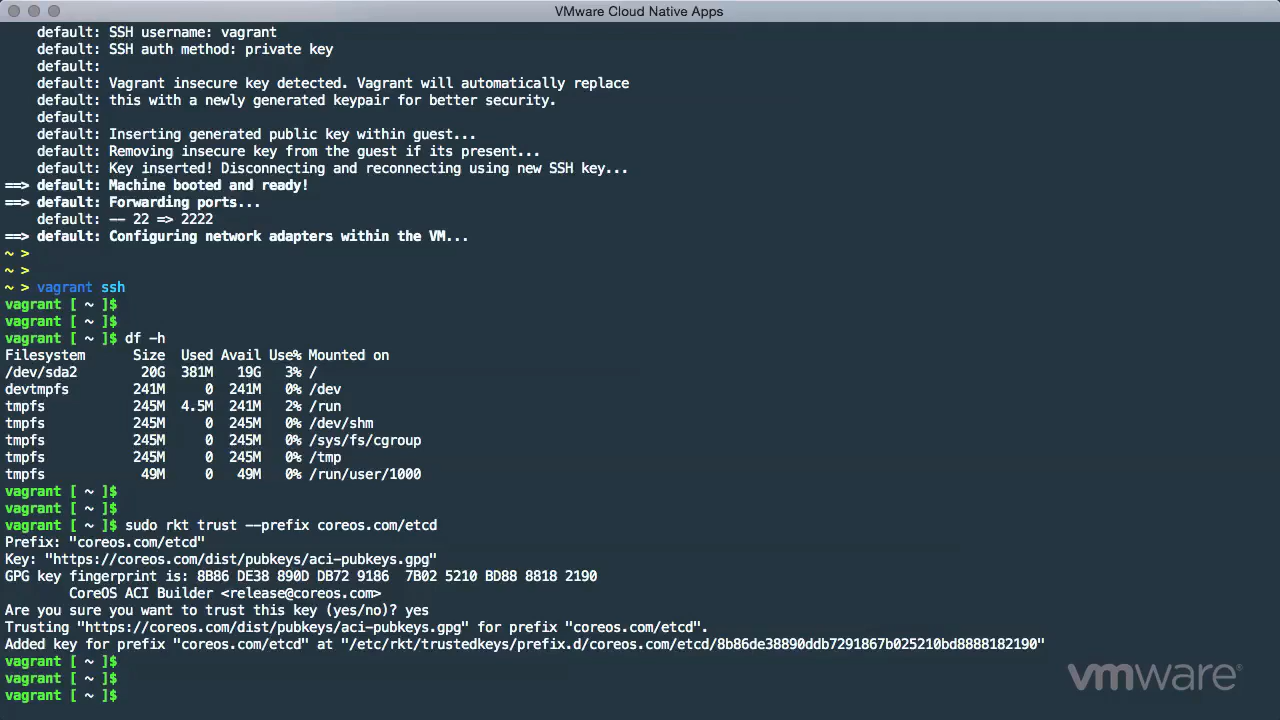 VMware Cloud Native Apps
default: SSH username: vagrant
default: SSH auth method: private key
default:
default: Vagrant insecure key detected. Vagrant will automatically replace
default: this with a newly generated keypair for better security.
default:
default: Inserting generated public key within guest...
default: Removing insecure key from the guest if its present...
default: Key inserted! Disconnecting and reconnecting using new SSH key...
==> default: Machine booted and ready!
==> default: Forwarding ports...
default: -- 22 => 2222
==> default: Configuring network adapters within the VM...
~ >
~ >
~ > vagrant ssh
vagrant [ ~ ]$
vagrant [ ~ ]$
vagrant [ ~ ]$ df -h
Filesystem      Size  Used Avail Use% Mounted on
/dev/sda2        20G  381M   19G   3% /
devtmpfs        241M     0  241M   0% /dev
tmpfs           245M  4.5M  241M   2% /run
tmpfs           245M     0  245M   0% /dev/shm
tmpfs           245M     0  245M   0% /sys/fs/cgroup
tmpfs           245M     0  245M   0% /tmp
tmpfs            49M     0   49M   0% /run/user/1000
vagrant [ ~ ]$
vagrant [ ~ ]$
vagrant [ ~ ]$ sudo rkt trust --prefix coreos.com/etcd
Prefix: "coreos.com/etcd"
Key: "https://coreos.com/dist/pubkeys/aci-pubkeys.gpg"
GPG key fingerprint is: 8B86 DE38 890D DB72 9186  7B02 5210 BD88 8818 2190
CoreOS ACI Builder <release@coreos.com>
Are you sure you want to trust this key (yes/no)? yes
Trusting "https://coreos.com/dist/pubkeys/aci-pubkeys.gpg" for prefix "coreos.com/etcd".
Added key for prefix "coreos.com/etcd" at "/etc/rkt/trustedkeys/prefix.d/coreos.com/etcd/8b86de38890ddb7291867b025210bd8888182190"
vagrant [ ~ ]$
vagrant [ ~ ]$
vagrant [ ~ ]$
vmware®